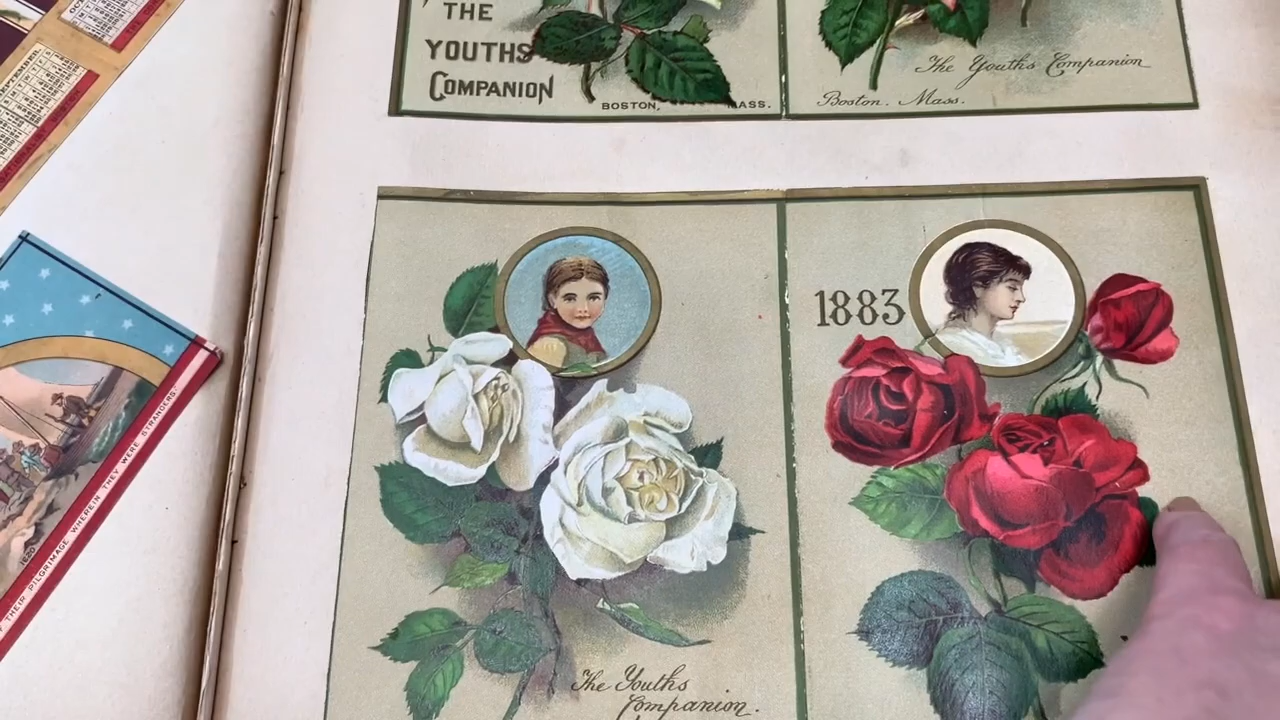 THE
YOUTHS
COMPANION
BOSTON, MASS.
The Youths Companion
Boston. Mass.
1883
The Youths
Companion.
THEIR PILGRIMAGE WHEREIN THEY WERE STRANGERS.
1620